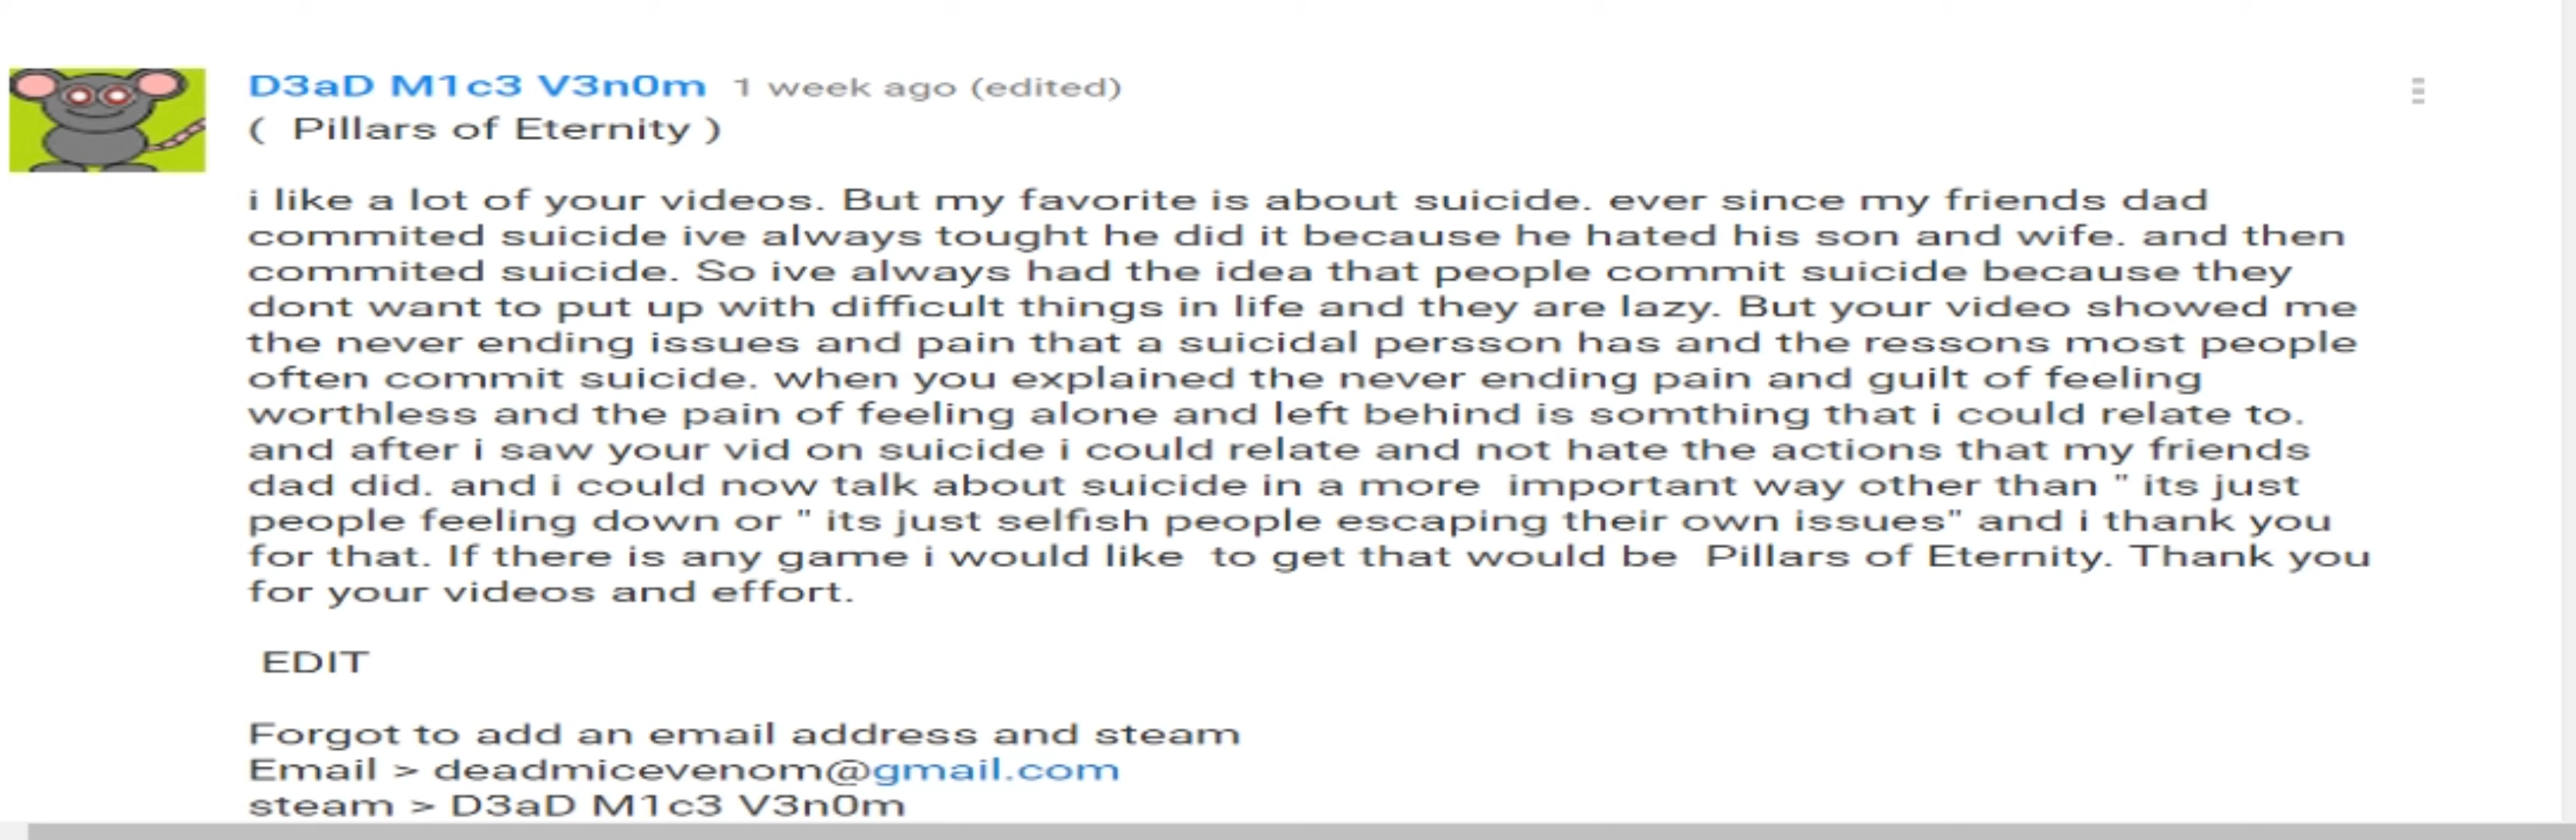 D3aD M1c3 V3n0m 1 week ago (edited)
( Pillars of Eternity )
i like a lot of your videos. But my favorite is about suicide. ever since my friends dad
commited suicide ive always tought he did it because he hated his son and wife. and then
commited suicide. So ive always had the idea that people commit suicide because they
dont want to put up with difficult things in life and they are lazy. But your video showed me
the never ending issues and pain that a suicidal persson has and the ressons most people
often commit suicide. when you explained the never ending pain and guilt of feeling
worthless and the pain of feeling alone and left behind is somthing that i could relate to.
and after i saw your vid on suicide i could relate and not hate the actions that my friends
dad did. and i could now talk about suicide in a more  important way other than " its just
people feeling down or " its just selfish people escaping their own issues" and i thank you
for that. If there is any game i would like  to get that would be  Pillars of Eternity. Thank you
for your videos and effort.
EDIT
Forgot to add an email address and steam
Email > deadmicevenom@gmail.com
steam > D3aD M1c3 V3n0m